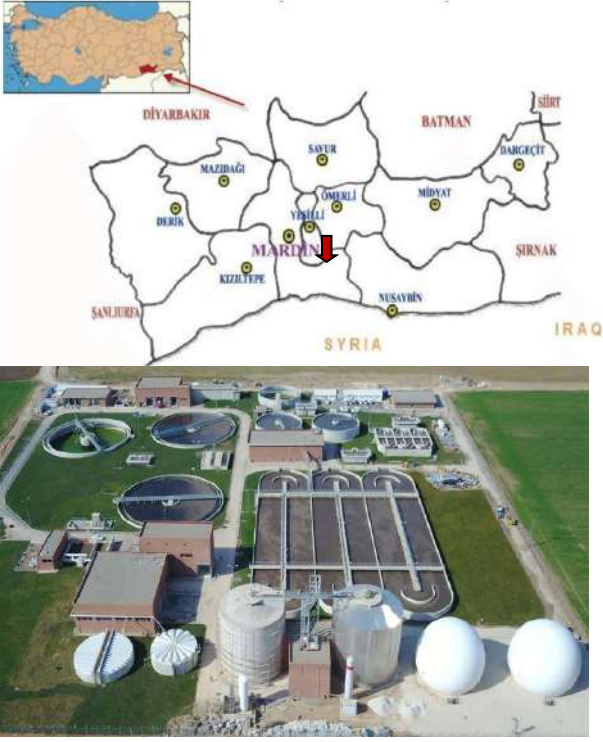 DİYARBAKIR
BATMAN
SİİRT
SAVUR
DARGEÇİT
MAZIDAĞI
ÖMERLİ
MİDYAT
DERİK
YEŞİLLİ
MARDİN
ŞIRNAK
KIZILTEPE
NUSAYBİN
ŞANLIURFA
SYRIA
IRAQ